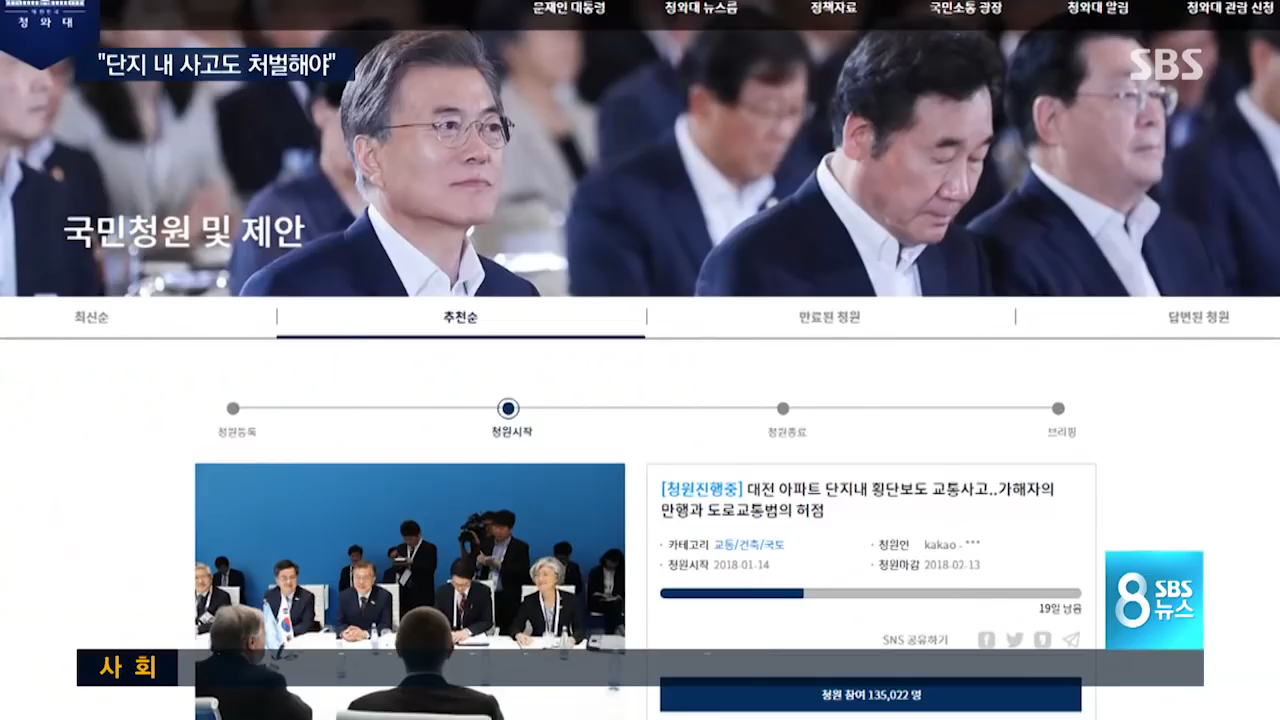 문재인 대통령
청와대 뉴스룸
정책자료
국민소통 광장
청와대 알림
청와대 관람 신청
대한민국
청와대
"단지 내 사고도 처벌해야"
SBS
국민청원 및 제안
최신순
추천순
만료된 청원
답변된 청원
청원등록
청원시작
청원종료
브리핑
[청원진행중] 대전 아파트 단지내 횡단보도 교통사고..가해자의
만행과 도로교통법의 허점
· 카테고리 교통/건축/국토
· 청원인 kakao - ***
· 청원시작 2018-01-14
· 청원마감 2018-02-13
19일 남음
SNS 공유하기
8 SBS
뉴스
사 회
청원 참여 135,022 명